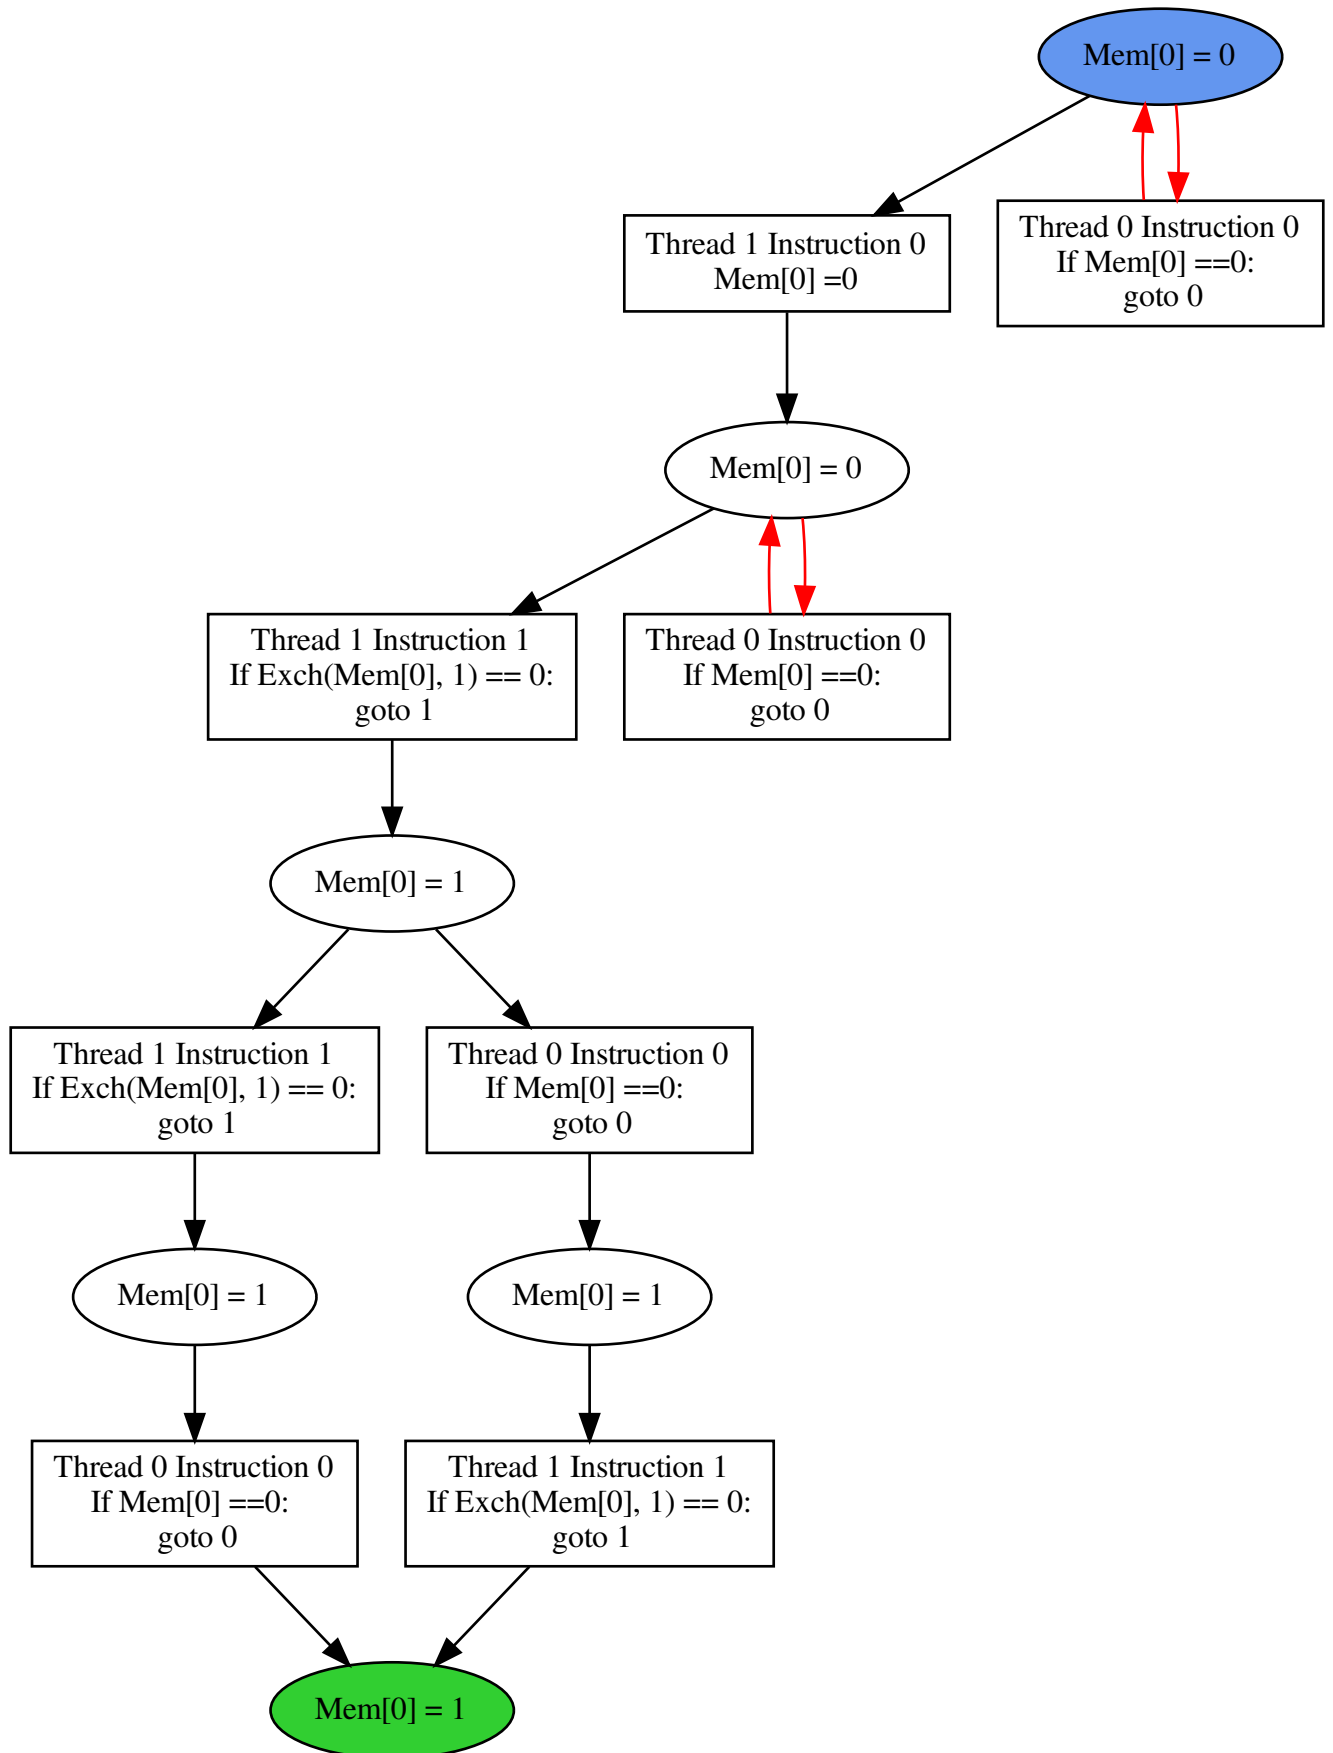 Mem[0] = 0
Thread 1 Instruction 0
Mem[0] =0
Thread 0 Instruction 0
If Mem[0] ==0:
goto 0
Mem[0] = 0
Thread 1 Instruction 1
If Exch(Mem[0], 1) == 0:
goto 1
Thread 0 Instruction 0
If Mem[0] ==0:
goto 0
Mem[0] = 1
Thread 1 Instruction 1
If Exch(Mem[0], 1) == 0:
goto 1
Thread 0 Instruction 0
If Mem[0] ==0:
goto 0
Mem[0] = 1
Mem[0] = 1
Thread 0 Instruction 0
If Mem[0] ==0:
goto 0
Thread 1 Instruction 1
If Exch(Mem[0], 1) == 0:
goto 1
Mem[0] = 1